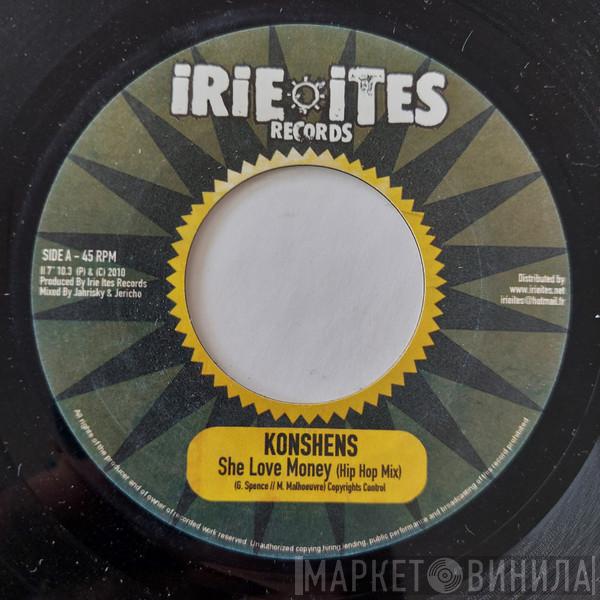 IRIE ITES
RECORDS
SIDE A - 45 RPM
II 7" 10.3 (P) & (C) 2010
Produced By Irie Ites Records
Mixed By Jahrisky & Jericho
Distributed by
www.irieites.net
irieites@hotmail.fr
KONSHENS
She Love Money (Hip Hop Mix)
(G. Spence // M. Malhoeuvre) Copyrights Control
All rights of the producer and of owner of recorded work reserved. Unauthorized copying, hiring, lending, public performance and broadcasting of this record prohibited
МАРКЕТ ВИНИЛА